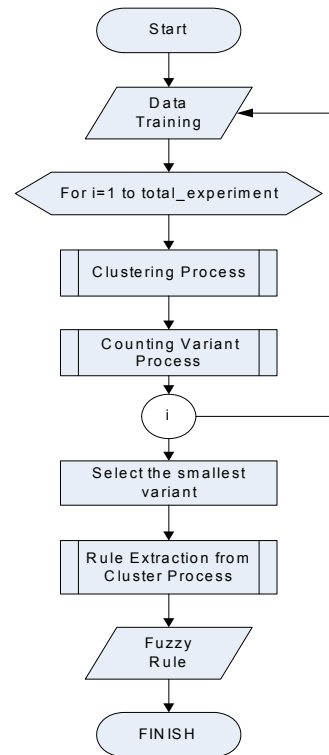 Start
Data
Training
For i=1 to total_experiment
Clustering Process
Counting Variant
Process
i
Select the smallest
variant
Rule Extraction from
Cluster Process
Fuzzy
Rule
FINISH